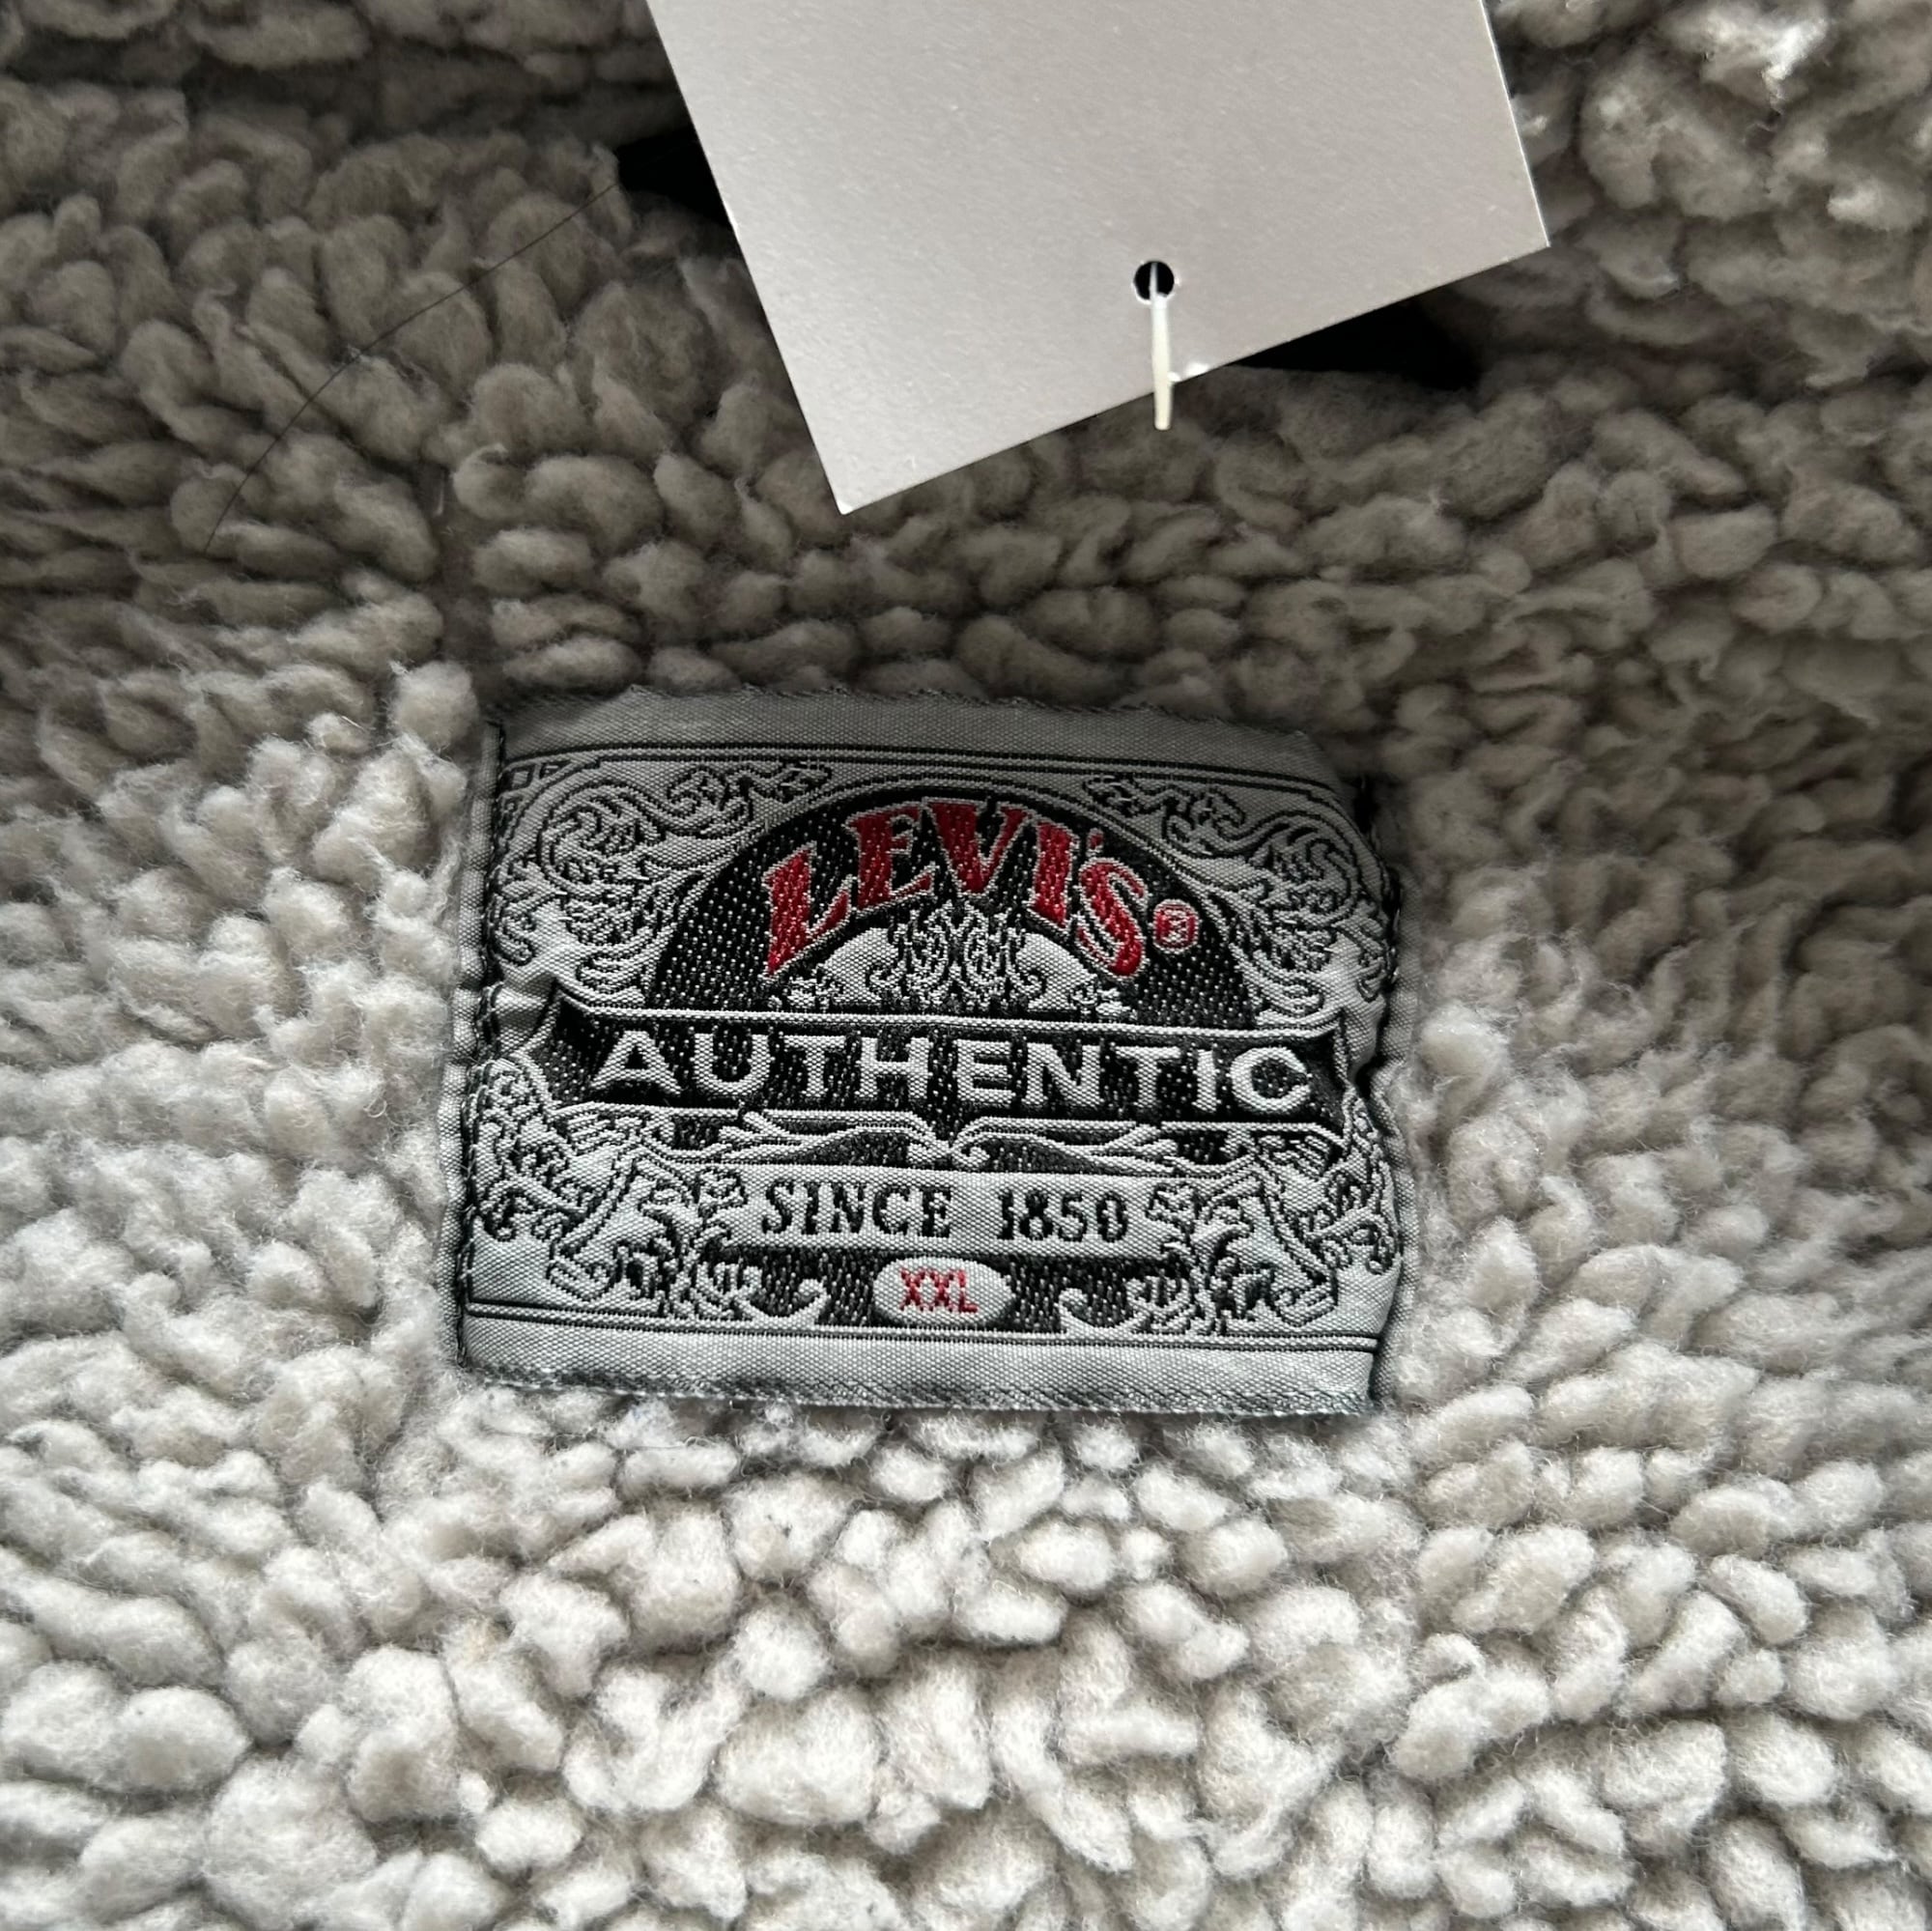 LEVI'S®
AUTHENTIC
SINCE 1850
XXL